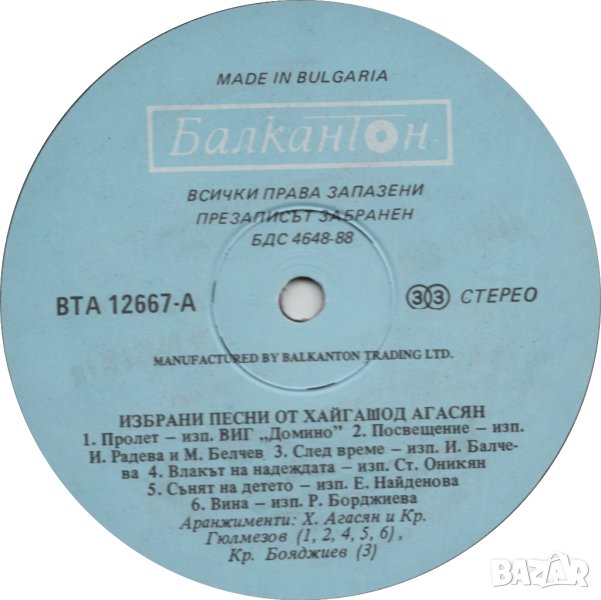 MADE IN BULGARIA
Балкантон
ВСИЧКИ ПРАВА ЗАПАЗЕНИ
ПРЕЗАПИСЪТ ЗАБРАНЕН
БДС 4648-88
ВТА 12667-А
33 СТЕРЕО
MANUFACTURED BY BALKANTON TRADING LTD.
ИЗБРАНИ ПЕСНИ ОТ ХАЙГАШОД АГАСЯН
1. Пролет – изп. ВИГ „Домино” 2. Посвещение – изп.
И. Радева и М. Белчев 3. След време – изп. И. Балче-
ва 4. Влакът на надеждата – изп. Ст. Оникян
5. Сънят на детето – изп. Е. Найденова
6. Вина – изп. Р. Борджиева
Аранжименти: Х. Агасян и Кр.
Гюлмезов (1, 2, 4, 5, 6),
Кр. Бояджиев (3)
BAZAR